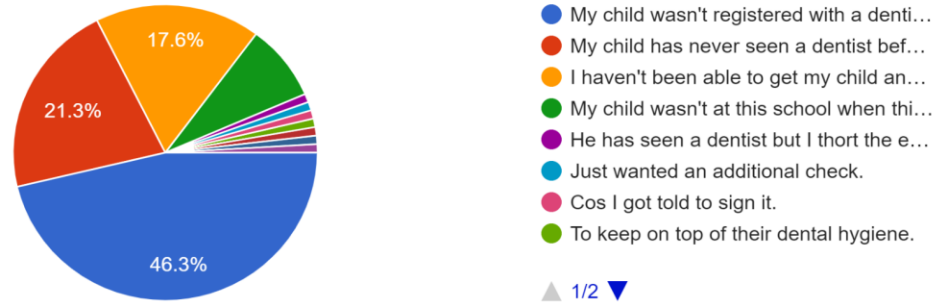 17.6%
21.3%
46.3%
My child wasn't registered with a denti...
My child has never seen a dentist bef...
I haven't been able to get my child an...
My child wasn't at this school when thi...
He has seen a dentist but I thort the e...
Just wanted an additional check.
Cos I got told to sign it.
To keep on top of their dental hygiene.
1/2